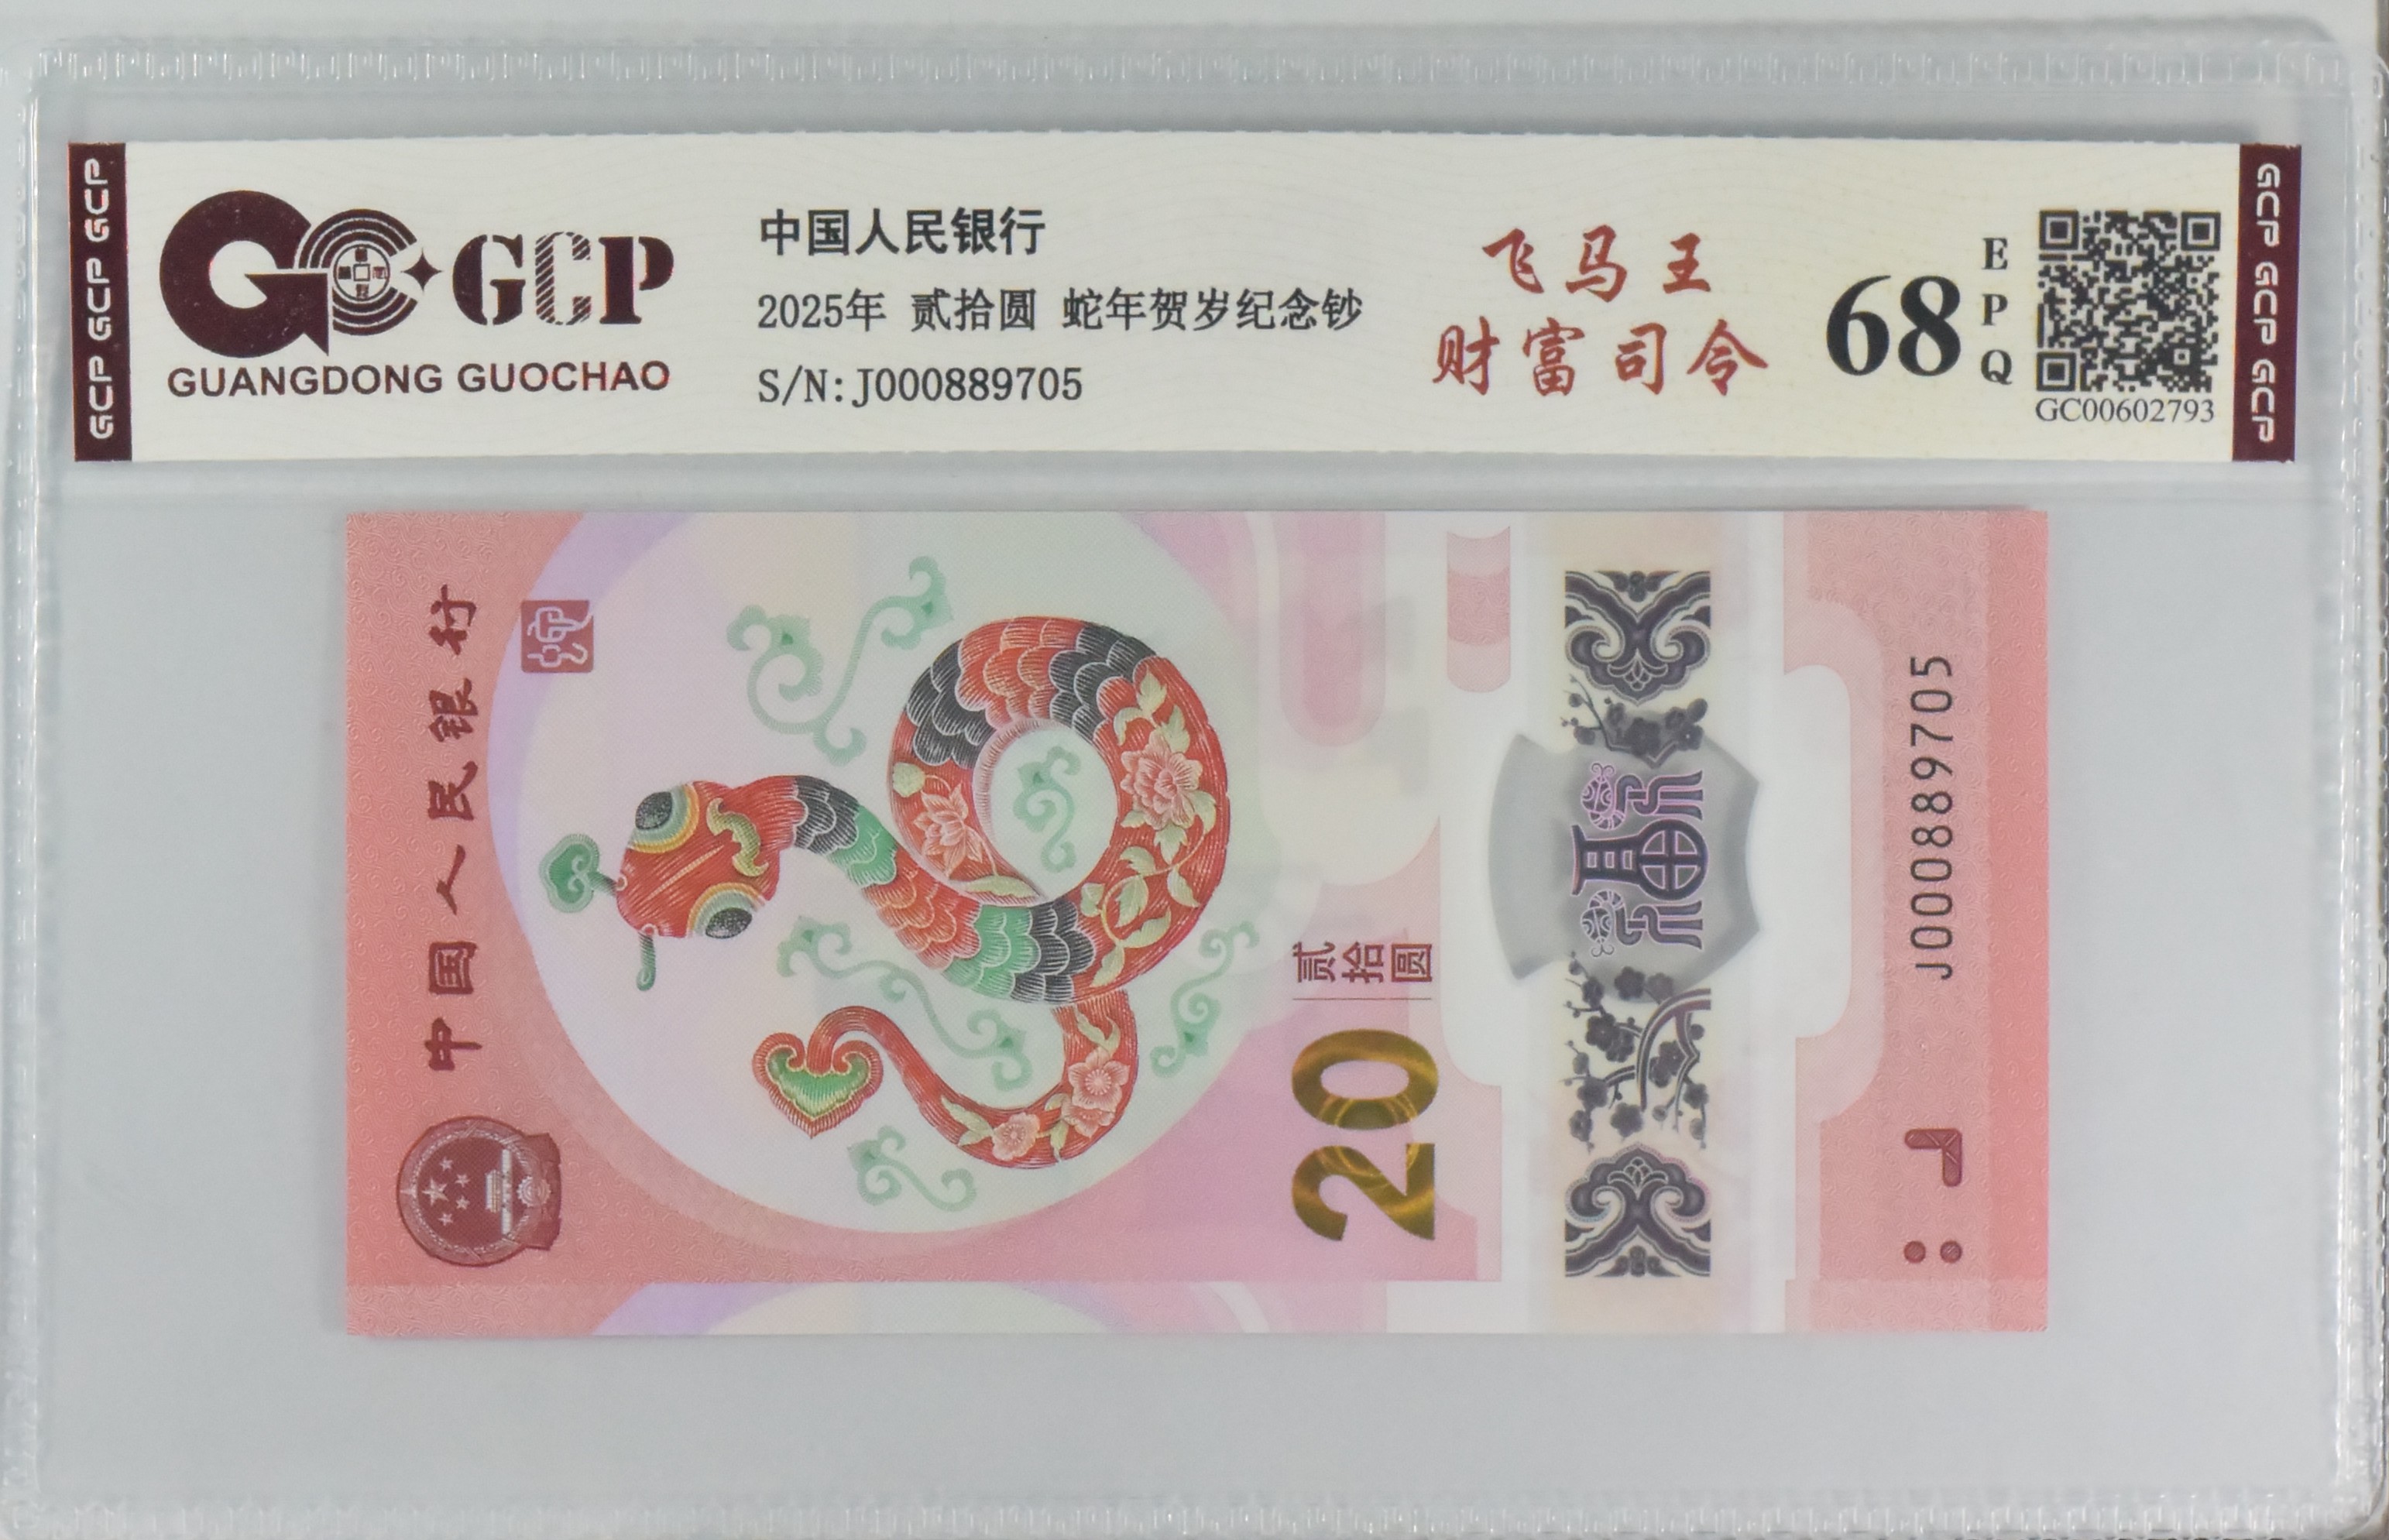 GCP GCP GCP
GCP
GUANGDONG GUOCHAO
中国人民银行
2025年 贰拾圆 蛇年贺岁纪念钞
S/N:J000889705
飞马王
财富司令
68
EPQ
GC00602793
GCP GCP GCP
中国人民银行
20
贰拾圆
J000889705